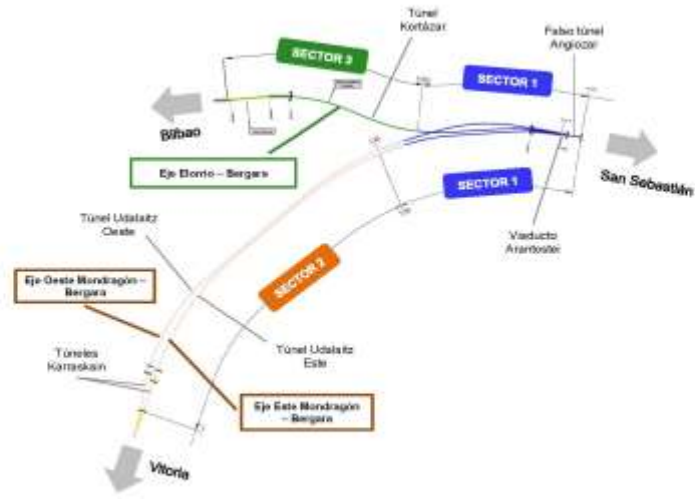 Túnel
Kortázar
Falso túnel
Angiozar
SECTOR 3
SECTOR 1
Bilbao
San Sebastián
Eje Elorrio – Bergara
SECTOR 1
Túnel Udalaitz
Oeste
Viaducto
Arantostei
SECTOR 2
Eje Oeste Mondragón –
Bergara
Túneles
Karraskain
Túnel Udalaitz
Este
Eje Este Mondragón
– Bergara
Vitoria